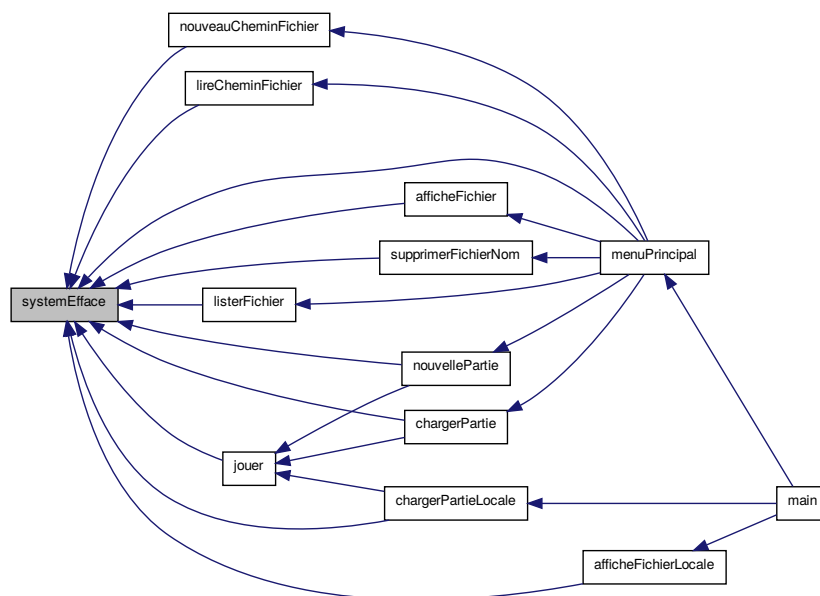 nouveauCheminFichier
lireCheminFichier
afficheFichier
supprimerFichierNom
menuPrincipal
systemEfface
listerFichier
nouvellePartie
chargerPartie
jouer
chargerPartieLocale
main
afficheFichierLocale